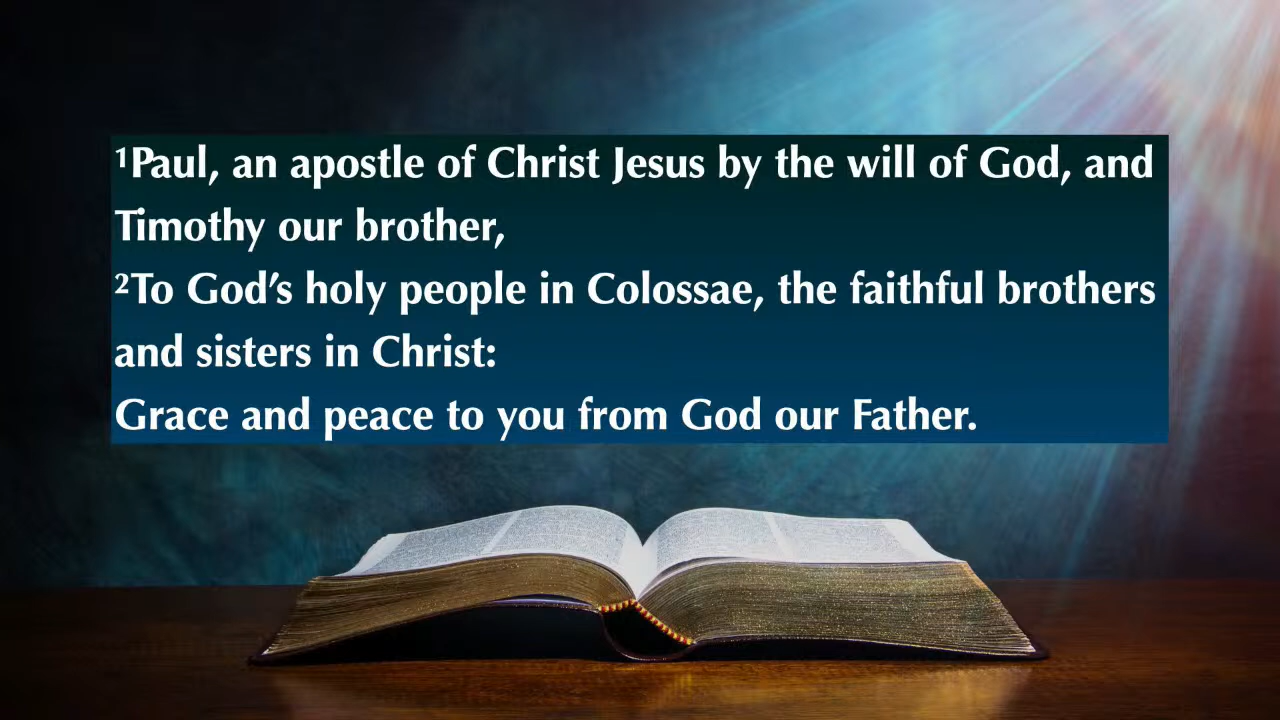 ¹Paul, an apostle of Christ Jesus by the will of God, and
Timothy our brother,
²To God’s holy people in Colossae, the faithful brothers
and sisters in Christ:
Grace and peace to you from God our Father.